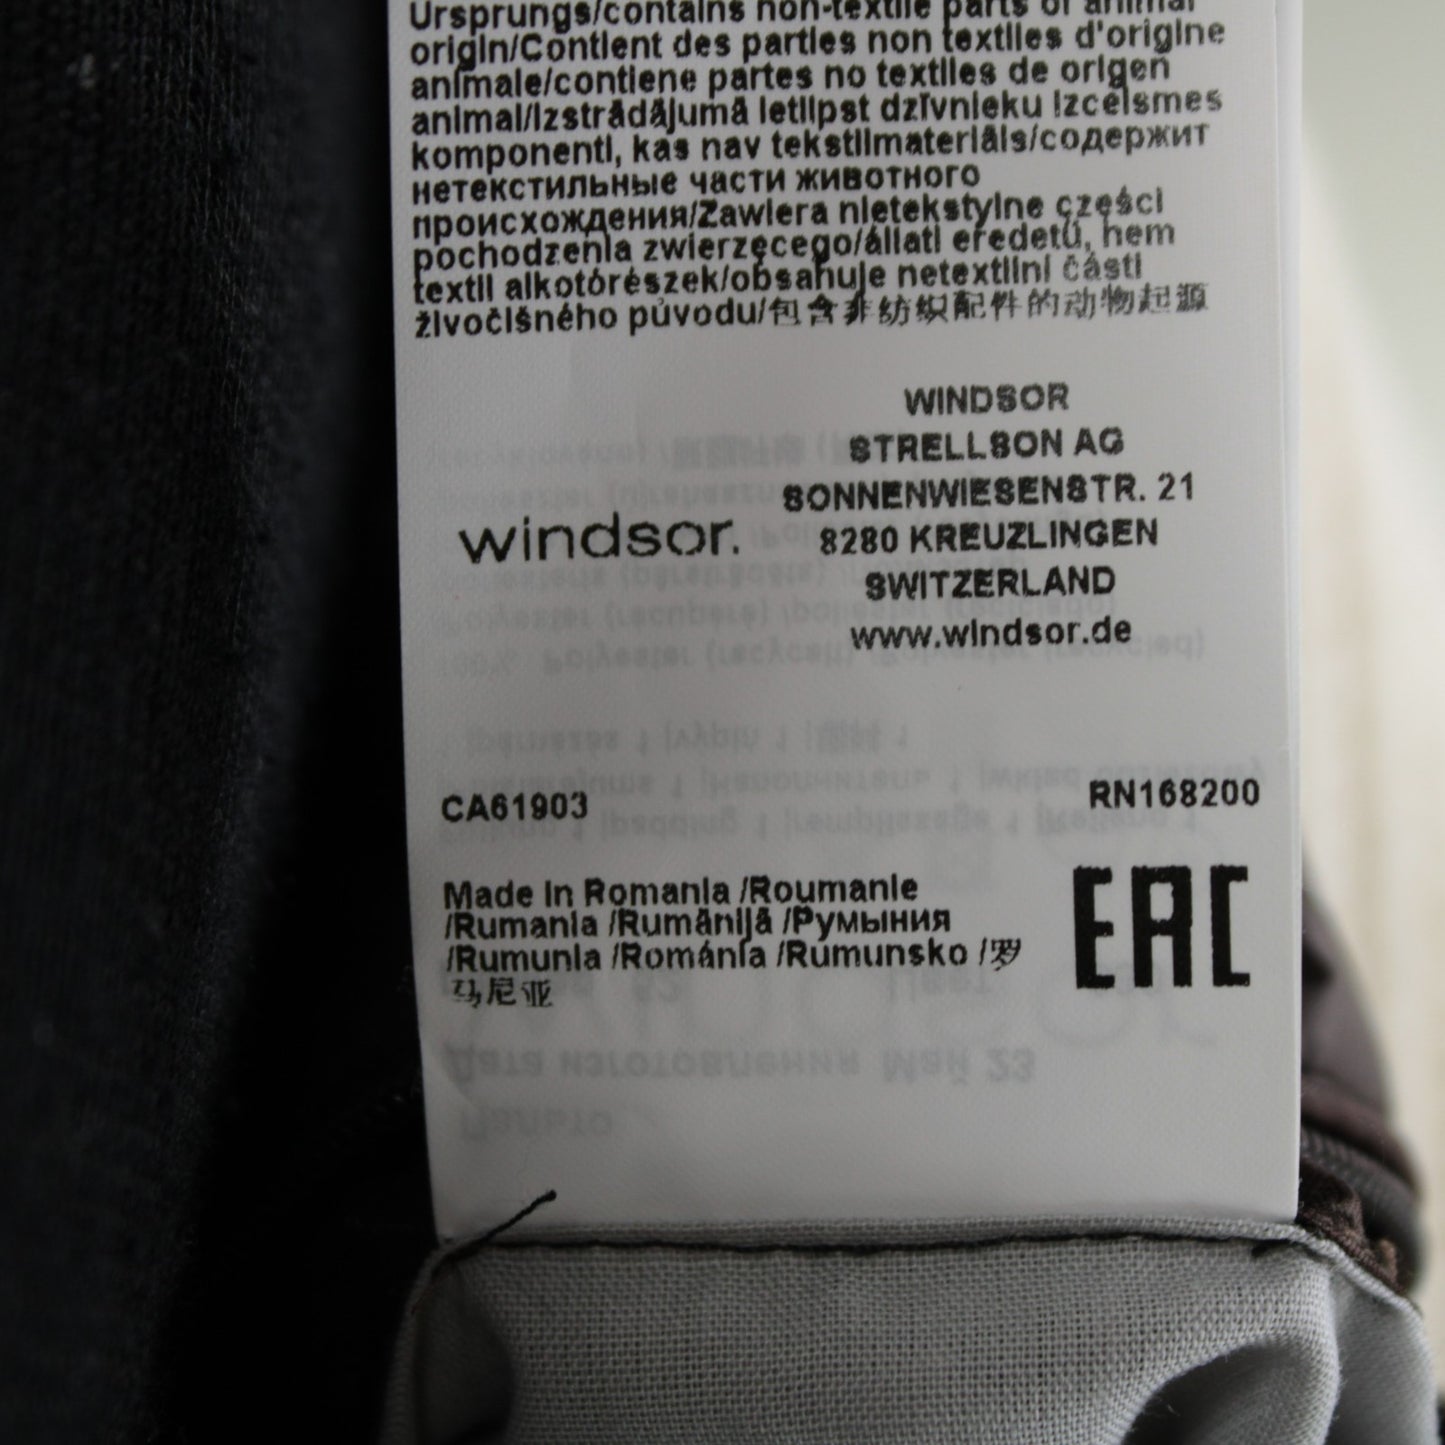 Ursprungs/contains non-textile parts of animal
origin/Contient des parties non textiles d'origine
animale/contiene partes no textiles de origen
animal/Izstrādājumā ietilpst dzīvnieku izcelsmes
komponenti, kas nav tekstilmateriāls/содержит
нетекстильные части животного
происхождения/Zawiera nietekstylne części
pochodzenia zwierzęcego/állati eredetű, nem
textil alkotórészek/obsahuje netextilní části
živočišného původu/包含非纺织配件的动物起源
WINDSOR
STRELLSON AG
SONNENWIESENSTR. 21
8280 KREUZLINGEN
SWITZERLAND
www.windsor.de
windsor.
CA61903
RN168200
Made in Romania /Roumanie
/Rumania /Rumānijā /Румыния
/Rumunia /Románia /Rumunsko /罗
马尼亚
EAC